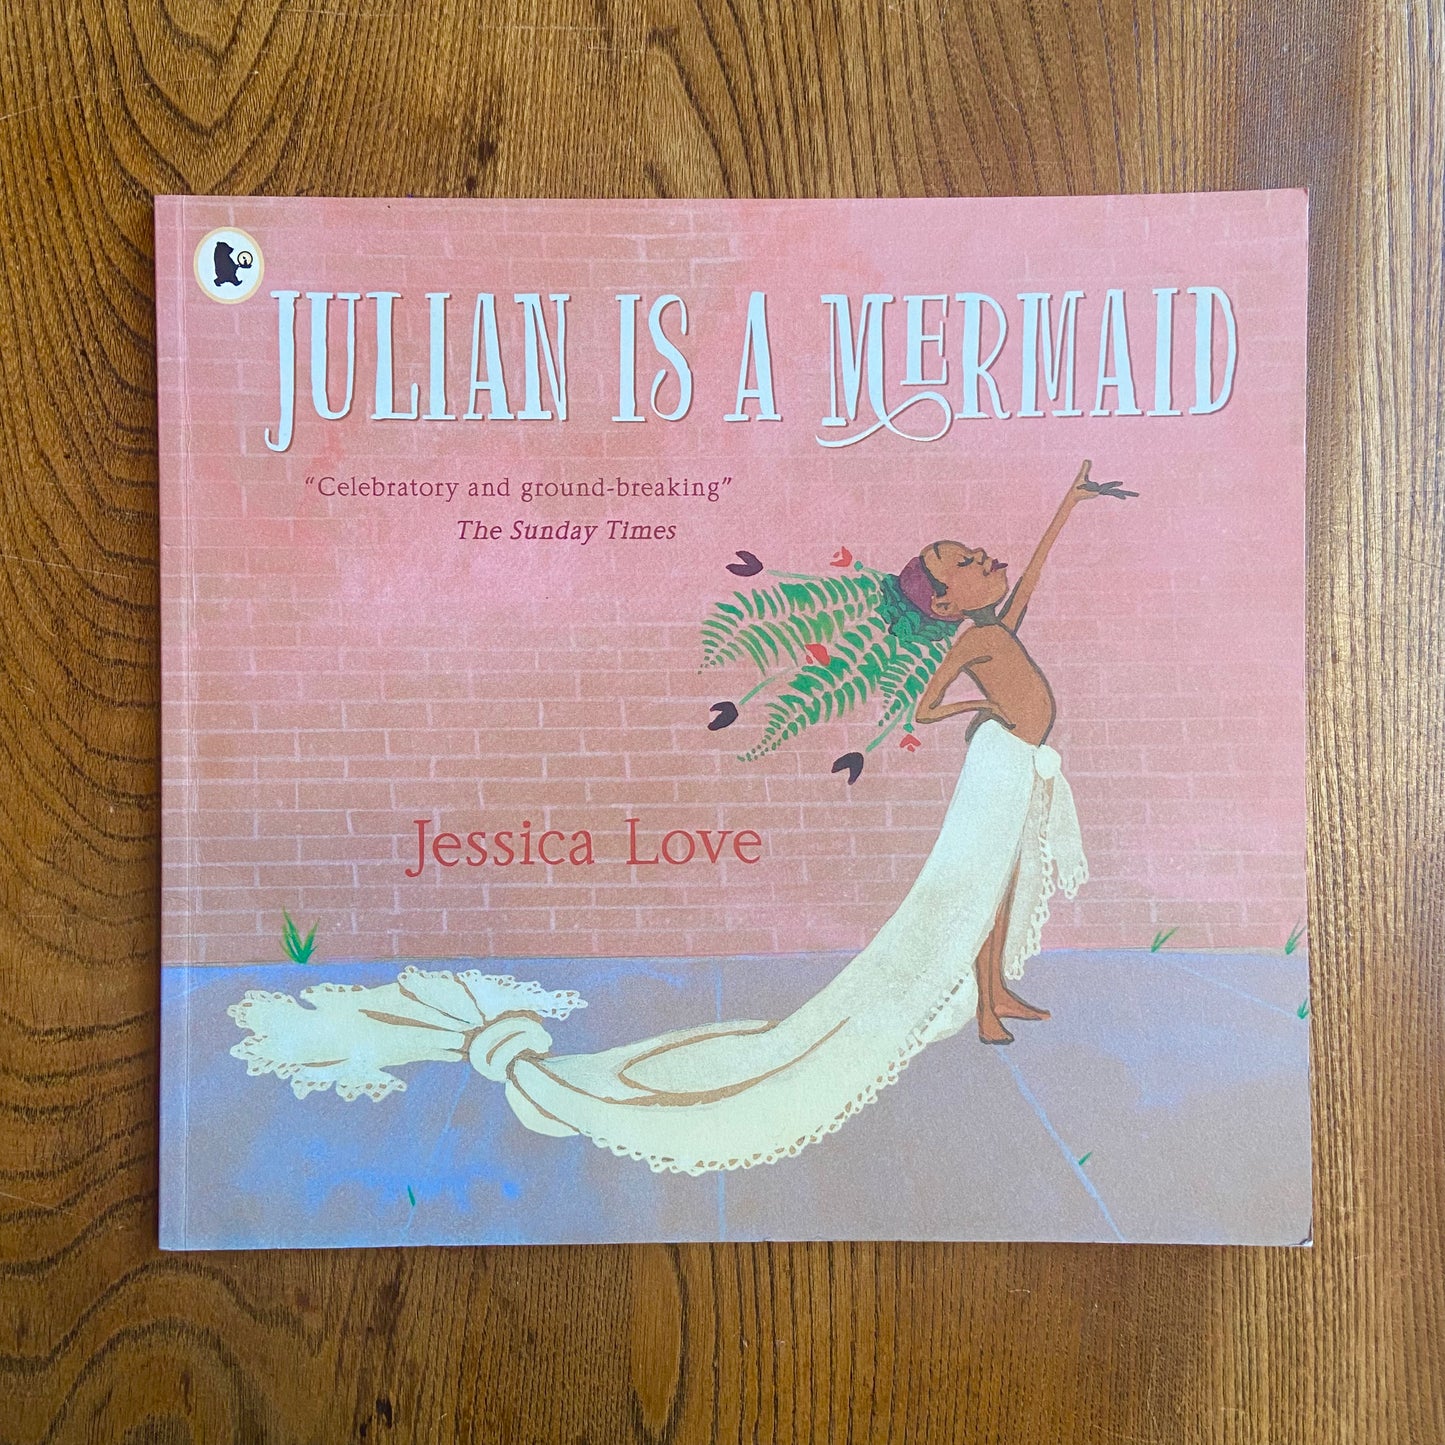 JULIAN IS A MERMAID
“Celebratory and ground-breaking”
The Sunday Times
Jessica Love